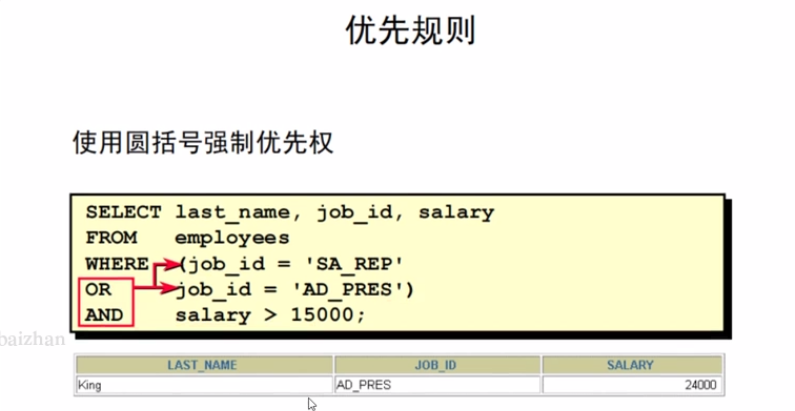 优先规则
使用圆括号强制优先权
SELECT last_name, job_id, salary
FROM employees
WHERE (job_id = 'SA_REP'
OR job_id = 'AD_PRES')
AND salary > 15000;
baizhan
LAST_NAME JOB_ID SALARY
King AD_PRES 24000